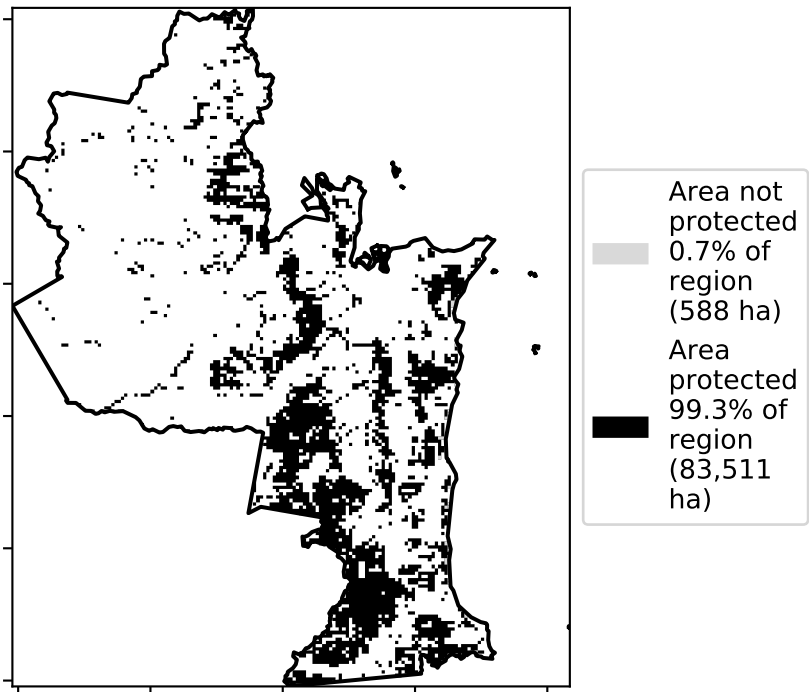 Area not
protected
0.7% of
region
(588 ha)
Area
protected
99.3% of
region
(83,511
ha)